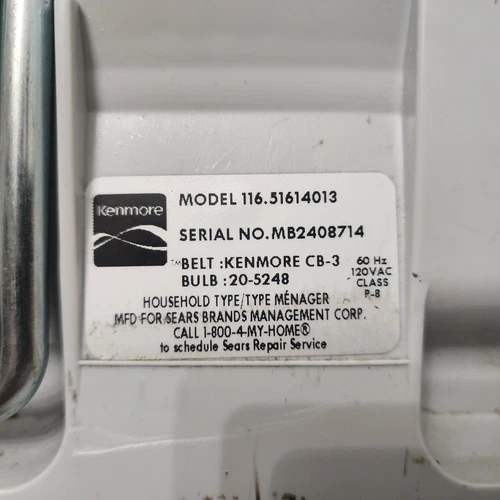 Kenmore
MODEL 116.51614013
SERIAL NO.MB2408714
™BELT :KENMORE CB-3
BULB :20-5248
60 Hz
120VAC
CLASS
P-8
HOUSEHOLD TYPE/TYPE MÉNAGER
MFD FOR SEARS BRANDS MANAGEMENT CORP.
CALL 1-800-4-MY-HOME®
to schedule Sears Repair Service